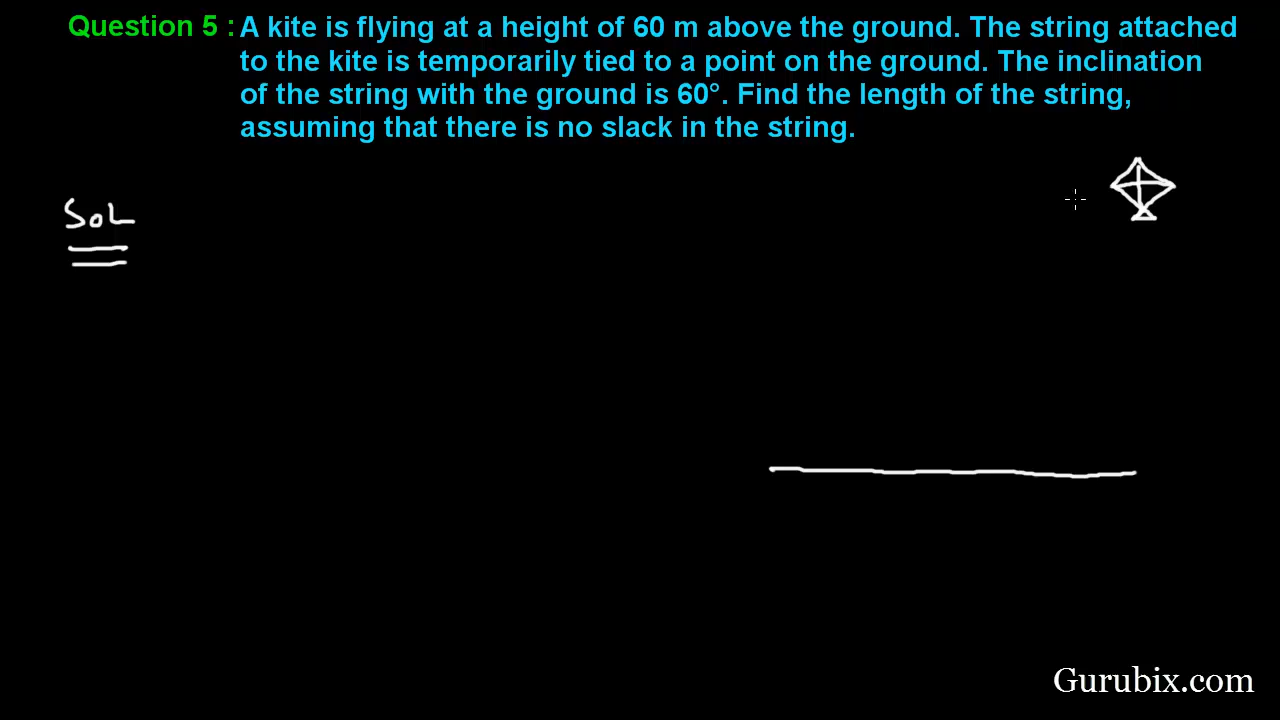 Question 5 : A kite is flying at a height of 60 m above the ground. The string attached
to the kite is temporarily tied to a point on the ground. The inclination
of the string with the ground is 60°. Find the length of the string,
assuming that there is no slack in the string.
SoL
Gurubix.com